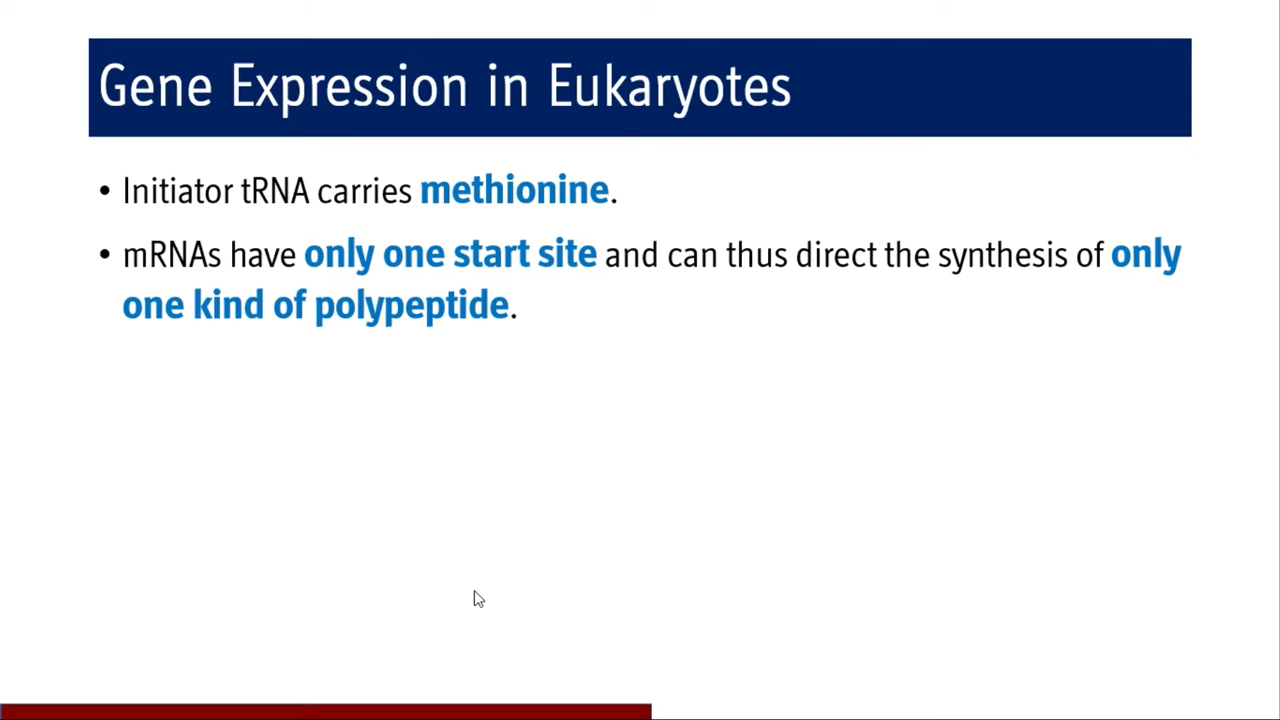 Gene Expression in Eukaryotes
• Initiator tRNA carries methionine.
• mRNAs have only one start site and can thus direct the synthesis of only
one kind of polypeptide.